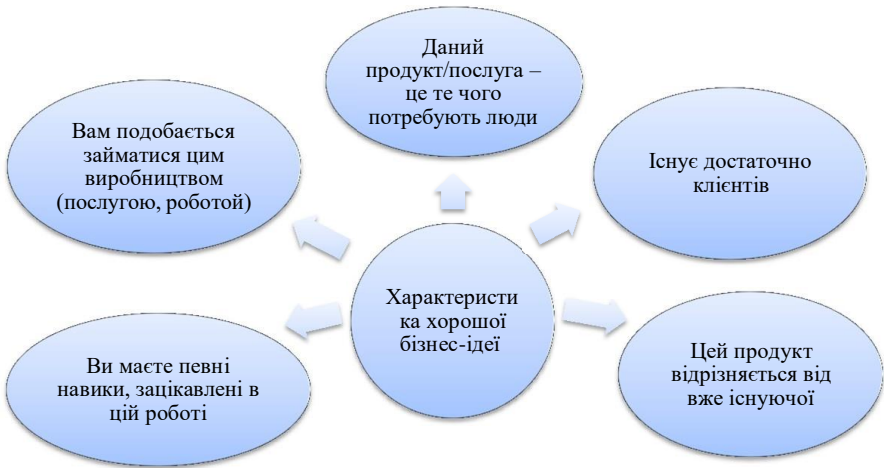 Даний
продукт/послуга –
це те чого
потребують люди
Вам подобається
займатися цим
виробництвом
(послугою, роботой)
Існує достаточно
клієнтів
Характеристи
ка хорошої
бізнес-ідеї
Ви маєте певні
навики, зацікавлені в
цій роботі
Цей продукт
відрізняється від
вже існуючої